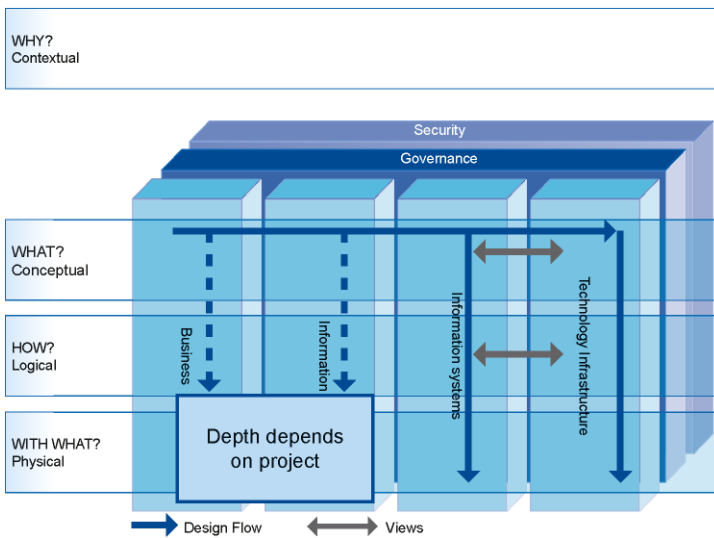 WHY?
Contextual
Security
Governance
WHAT?
Conceptual
HOW?
Logical
WITH WHAT?
Physical
Business
Information
Information systems
Technology Infrastructure
Depth depends
on project
Design Flow
Views